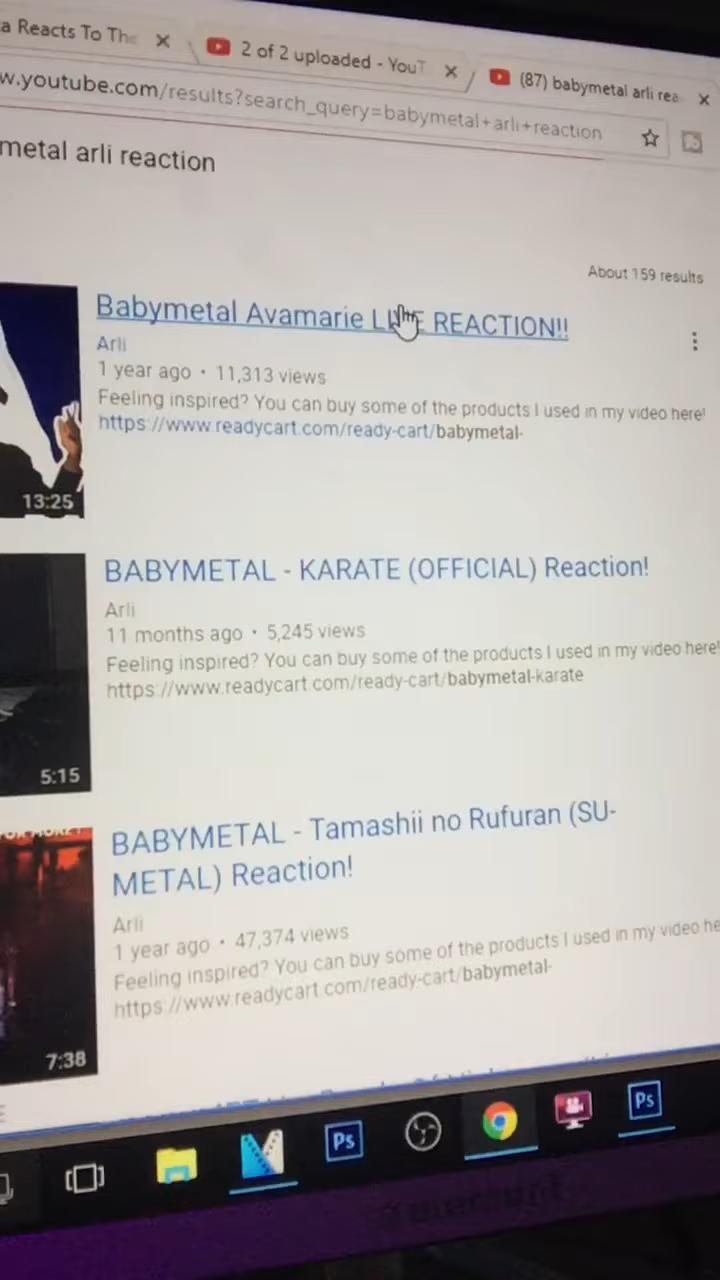 a Reacts To The
2 of 2 uploaded - YouT
(87) babymetal arli rea
w.youtube.com/results?search_query=babymetal+arli+reaction
metal arli reaction
About 159 results
Babymetal Avamarie LIVE REACTION!!
Arli
1 year ago • 11,313 views
Feeling inspired? You can buy some of the products I used in my video here!
https://www.readycart.com/ready-cart/babymetal-
13:25
BABYMETAL - KARATE (OFFICIAL) Reaction!
Arli
11 months ago • 5,245 views
Feeling inspired? You can buy some of the products I used in my video here!
https://www.readycart.com/ready-cart/babymetal-karate
5:15
BABYMETAL - Tamashii no Rufuran (SU-
METAL) Reaction!
Arli
1 year ago • 47,374 views
Feeling inspired? You can buy some of the products I used in my video he
https://www.readycart.com/ready-cart/babymetal-
7:38
Ps
Ps